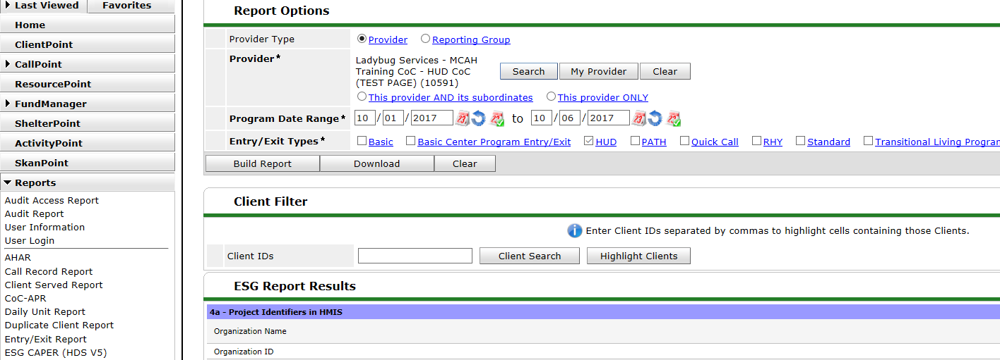 Last Viewed
Favorites
Home
ClientPoint
CallPoint
ResourcePoint
FundManager
ShelterPoint
ActivityPoint
SkanPoint
Reports
Audit Access Report
Audit Report
User Information
User Login
AHAR
Call Record Report
Client Served Report
CoC-APR
Daily Unit Report
Duplicate Client Report
Entry/Exit Report
ESG CAPER (HDS V5)
Report Options
Provider Type Provider Reporting Group
Provider*
Ladybug Services - MCAH
Training CoC - HUD CoC
(TEST PAGE) (10591)
Search My Provider Clear
This provider AND its subordinates This provider ONLY
Program Date Range* 10 / 01 / 2017 23 23 to 10 / 06 / 2017 23 23
Entry/Exit Types* Basic Basic Center Program Entry/Exit HUD PATH Quick Call RHY Standard Transitional Living Program
Build Report Download Clear
Client Filter
Enter Client IDs separated by commas to highlight cells containing those Clients.
Client IDs Client Search Highlight Clients
ESG Report Results
4a - Project Identifiers in HMIS
Organization Name
Organization ID